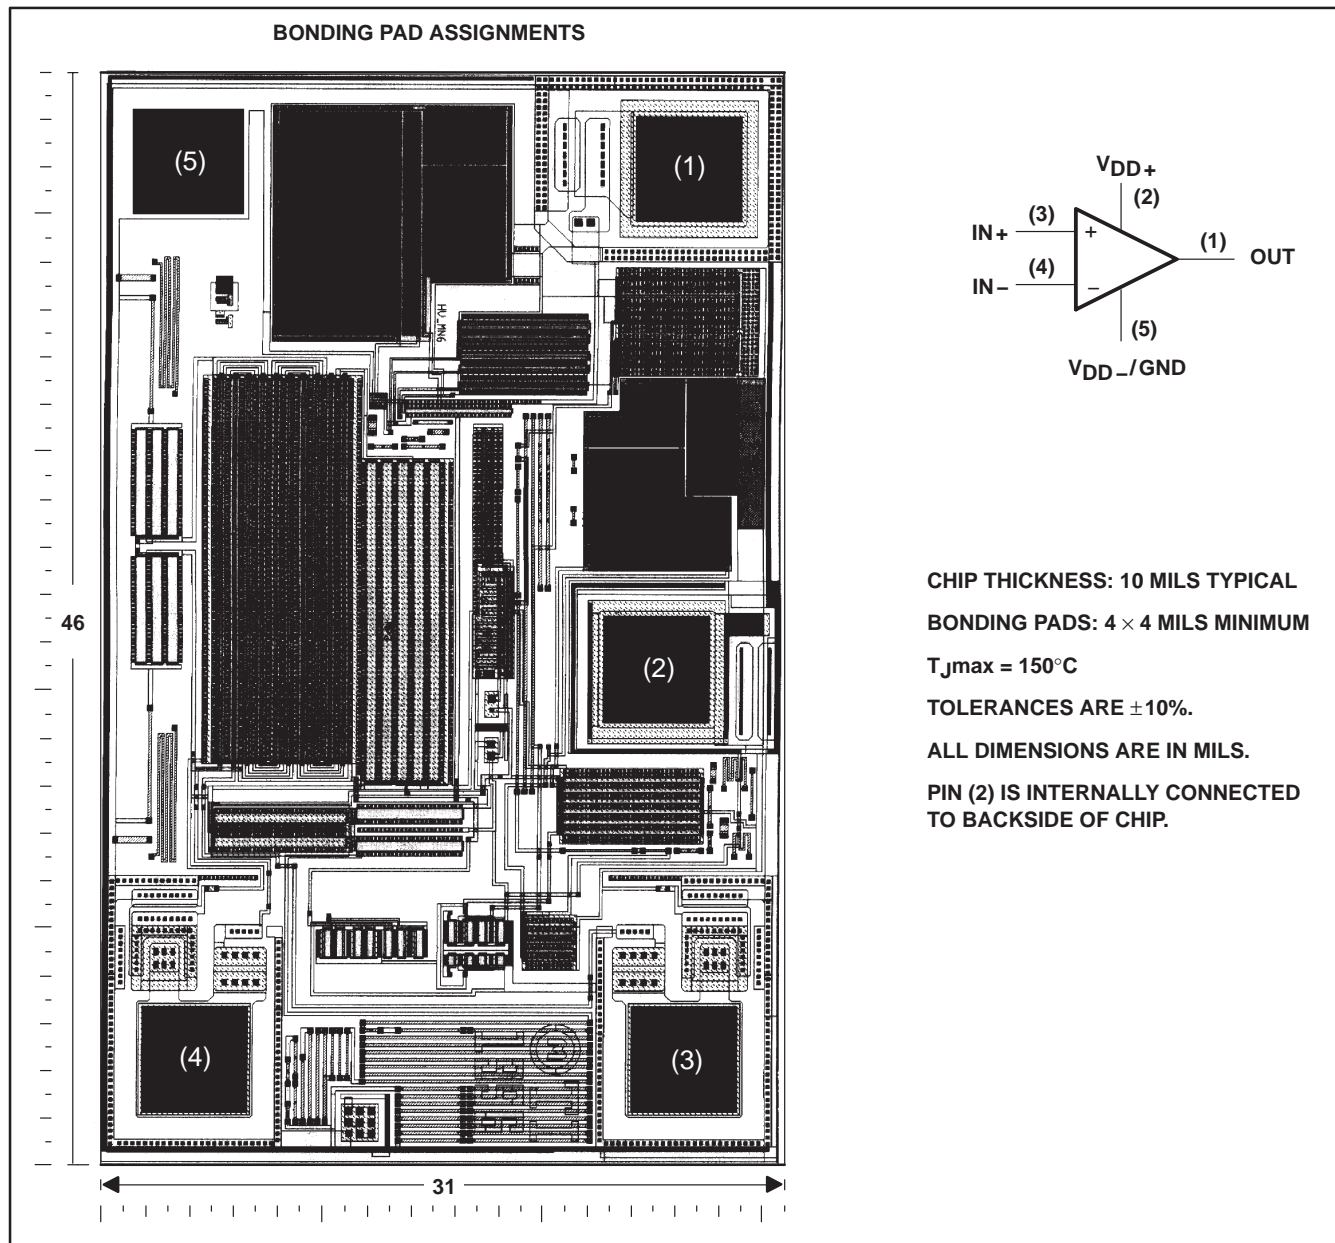 BONDING PAD ASSIGNMENTS
(5)
(1)
HU_MN6
46
(2)
(4)
(3)
31
VDD+
(2)
(3)
IN+
+
(1)
OUT
(4)
IN−
−
(5)
VDD−/GND
CHIP THICKNESS: 10 MILS TYPICAL
BONDING PADS: 4 × 4 MILS MINIMUM
TJmax = 150°C
TOLERANCES ARE ±10%.
ALL DIMENSIONS ARE IN MILS.
PIN (2) IS INTERNALLY CONNECTED
TO BACKSIDE OF CHIP.